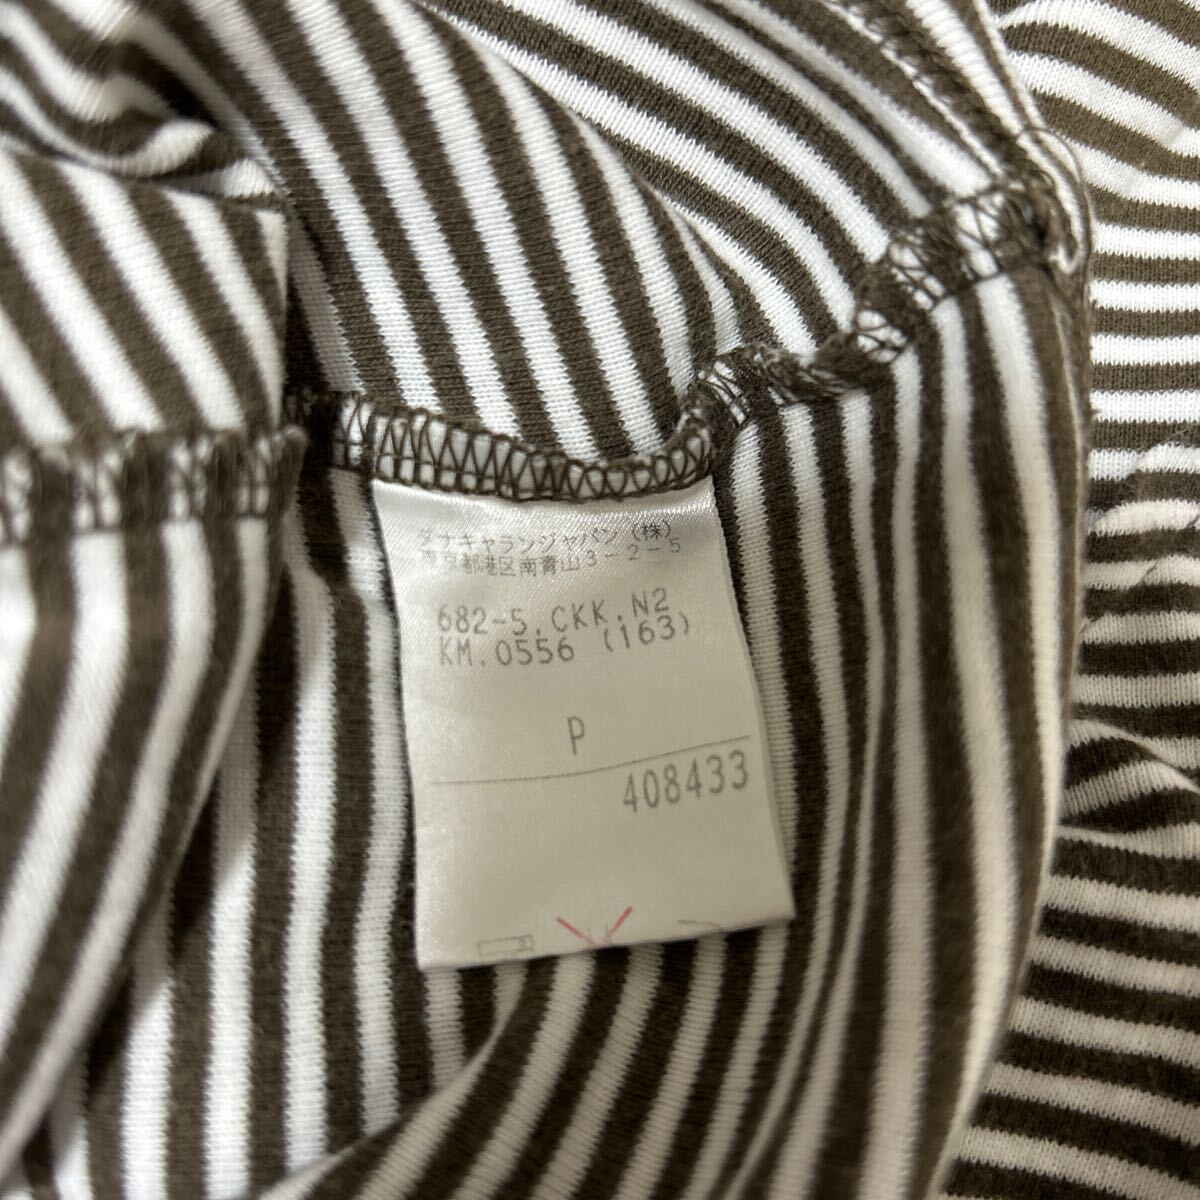 ダナキャランジャパン (株)
東京都港区南青山3-2-5
682-5.CKK.N2
KM.0556 (163)
P
408433